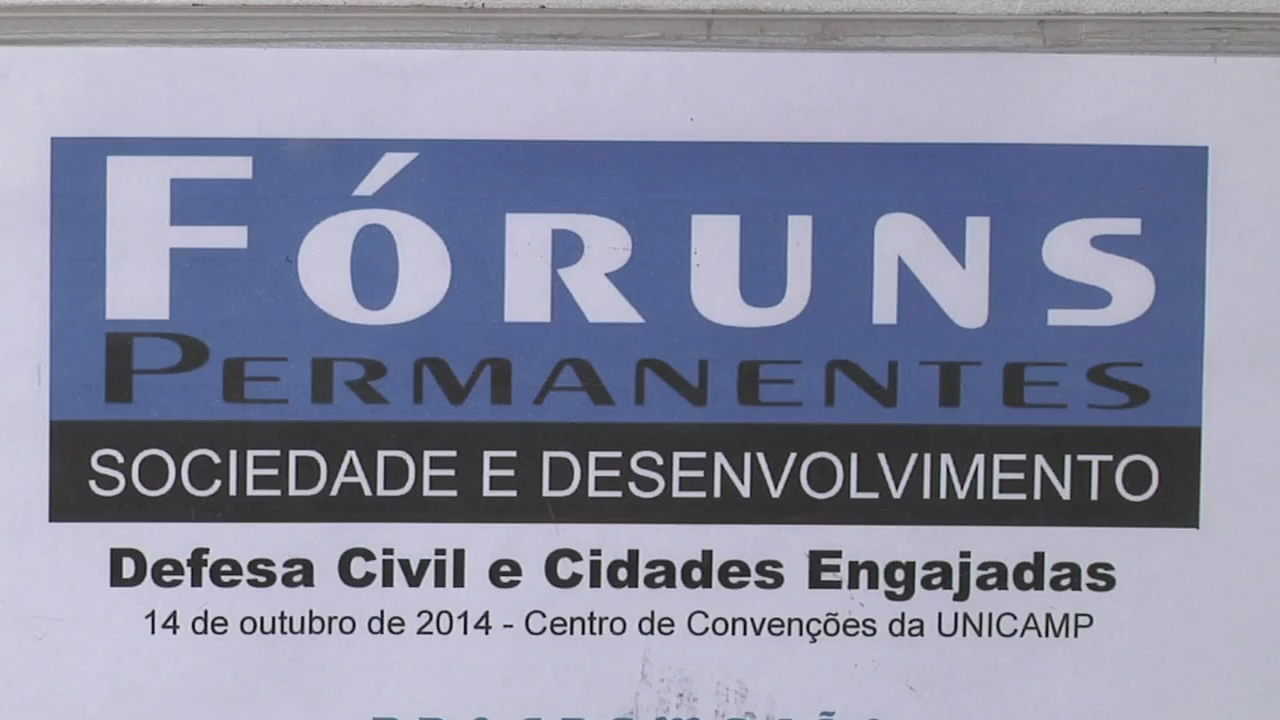 FÓRUNS
PERMANENTES
SOCIEDADE E DESENVOLVIMENTO
Defesa Civil e Cidades Engajadas
14 de outubro de 2014 - Centro de Convenções da UNICAMP